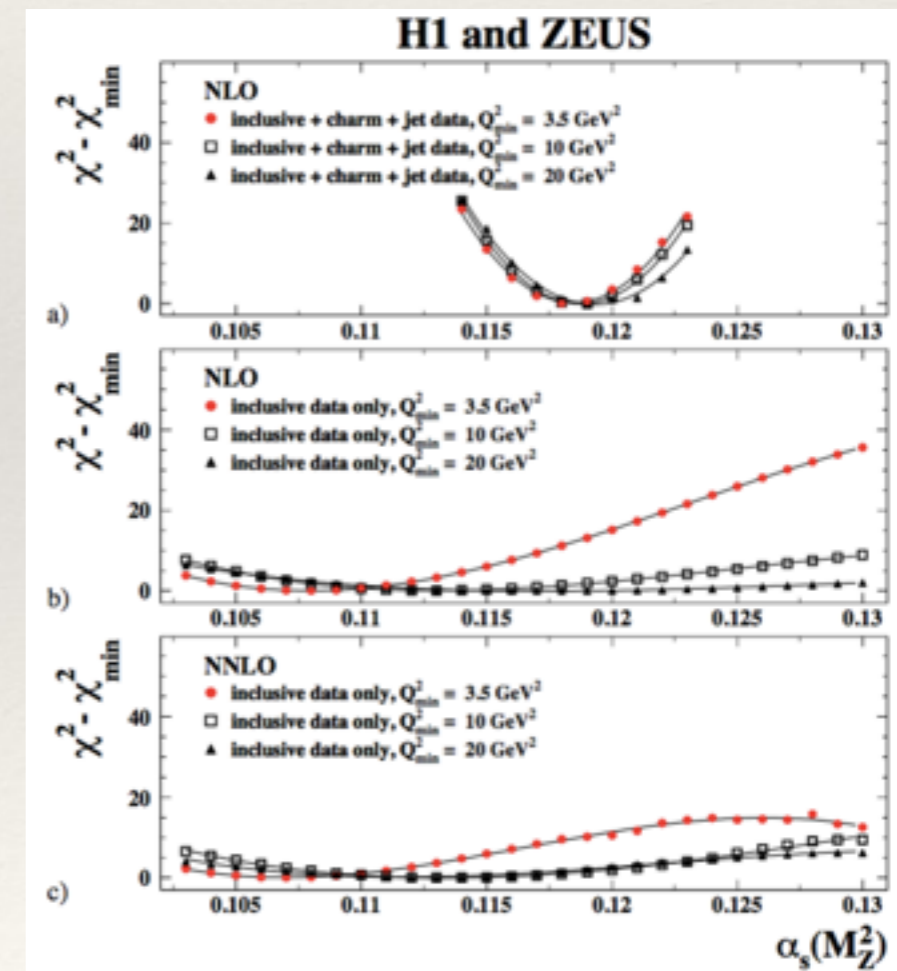 H1 and ZEUS
χ² - χ²min
NLO
inclusive + charm + jet data, Q²min = 3.5 GeV²
inclusive + charm + jet data, Q²min = 10 GeV²
inclusive + charm + jet data, Q²min = 20 GeV²
40
20
0
a)
0.105 0.11 0.115 0.12 0.125 0.13
χ² - χ²min
NLO
inclusive data only, Q²min = 3.5 GeV²
inclusive data only, Q²min = 10 GeV²
inclusive data only, Q²min = 20 GeV²
40
20
0
b)
0.105 0.11 0.115 0.12 0.125 0.13
χ² - χ²min
NNLO
inclusive data only, Q²min = 3.5 GeV²
inclusive data only, Q²min = 10 GeV²
inclusive data only, Q²min = 20 GeV²
40
20
0
c)
0.105 0.11 0.115 0.12 0.125 0.13
αs(M²Z)